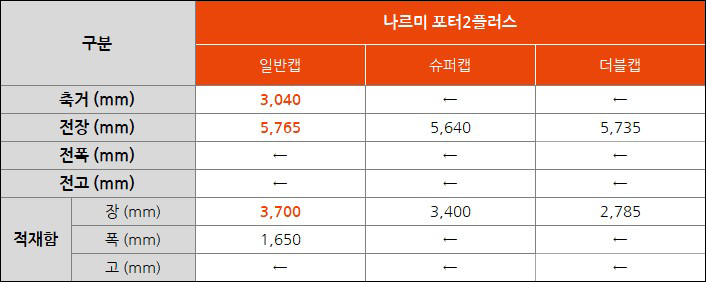 구분 나르미 포터2플러스
일반캡 슈퍼캡 더블캡
축거 (mm) 3,040 ← ←
전장 (mm) 5,765 5,640 5,735
전폭 (mm) ← ← ←
전고 (mm) ← ← ←
적재함 장 (mm) 3,700 3,400 2,785
폭 (mm) 1,650 ← ←
고 (mm) ← ← ←